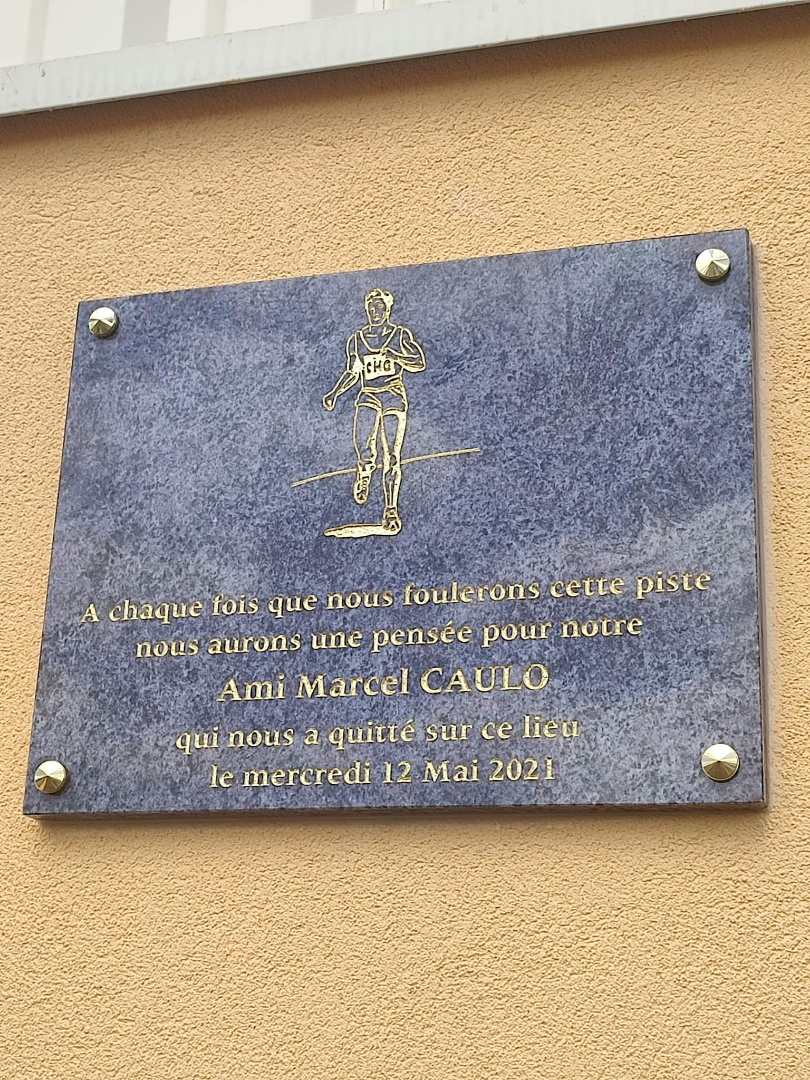 CHG
A chaque fois que nous foulerons cette piste
nous aurons une pensée pour notre
Ami Marcel CAULO
qui nous a quitté sur ce lieu
le mercredi 12 Mai 2021